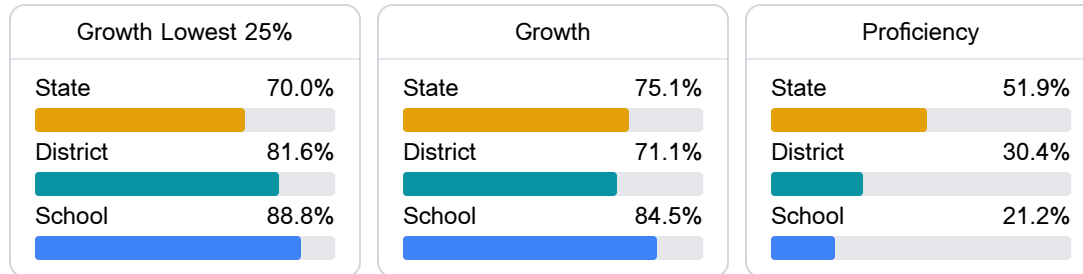 Growth Lowest 25%
State 70.0%
District 81.6%
School 88.8%
Growth
State 75.1%
District 71.1%
School 84.5%
Proficiency
State 51.9%
District 30.4%
School 21.2%